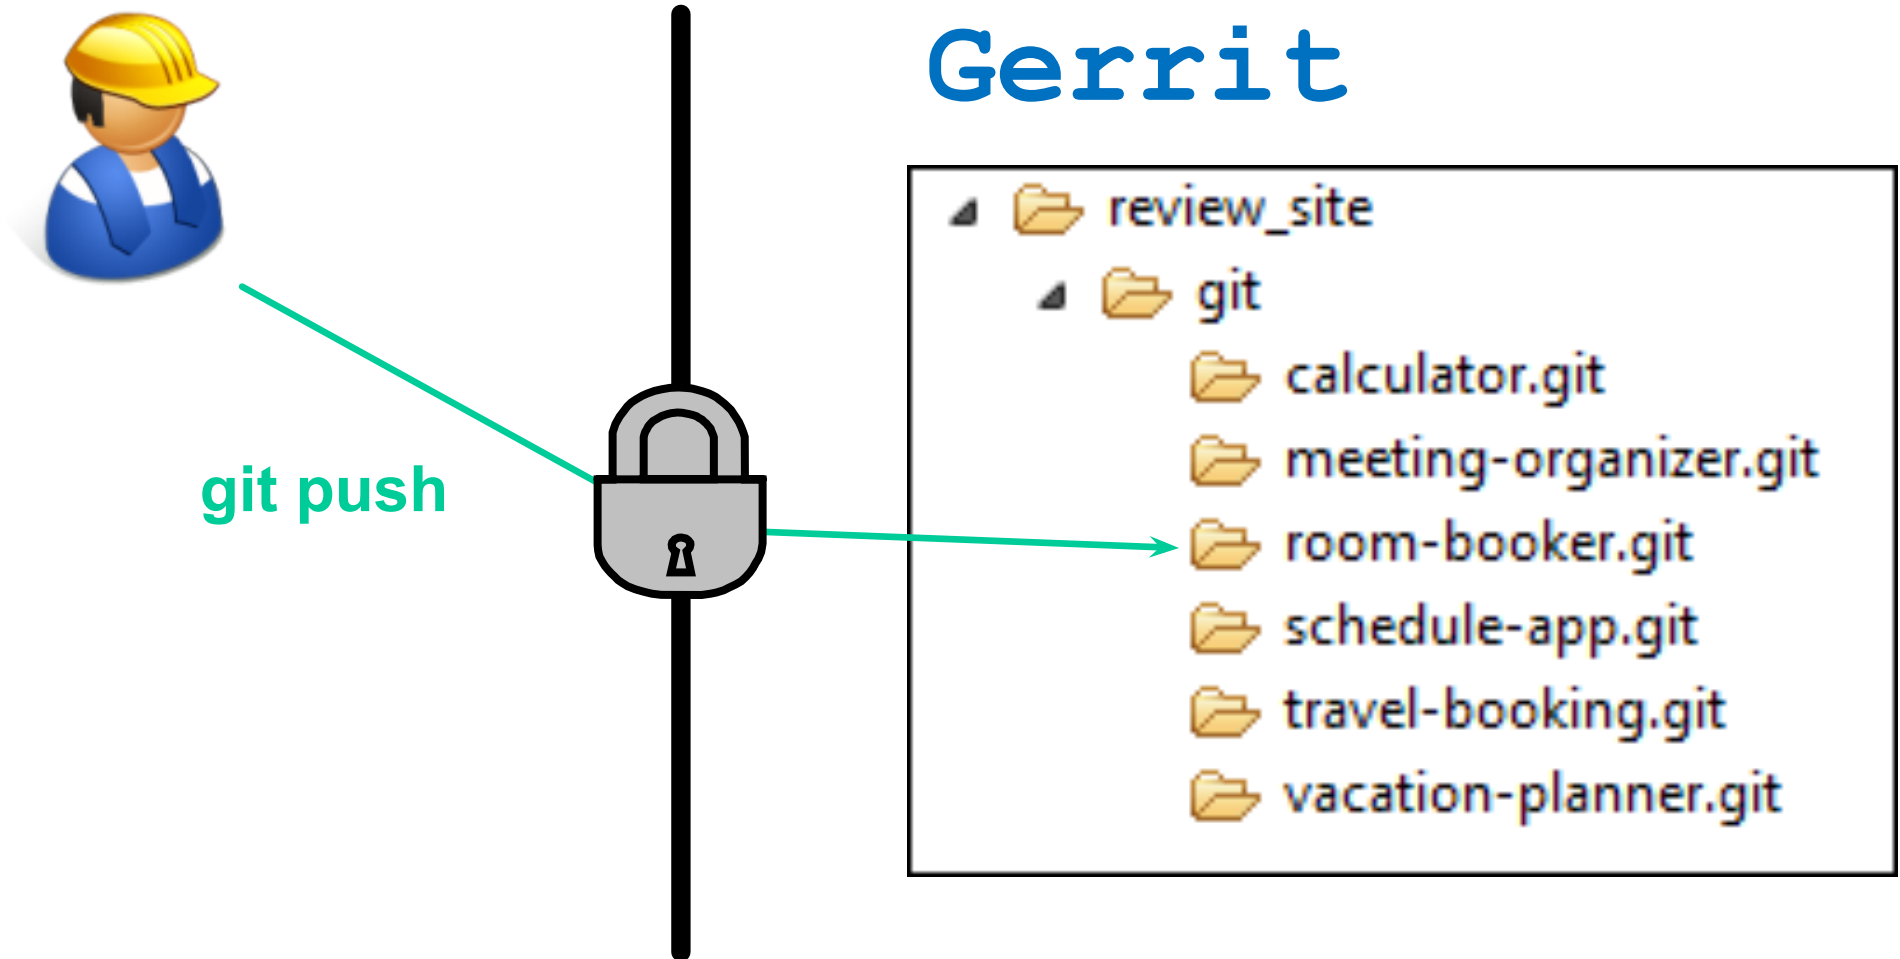 Gerrit
review_site
git
calculator.git
meeting-organizer.git
git push
room-booker.git
schedule-app.git
travel-booking.git
vacation-planner.git